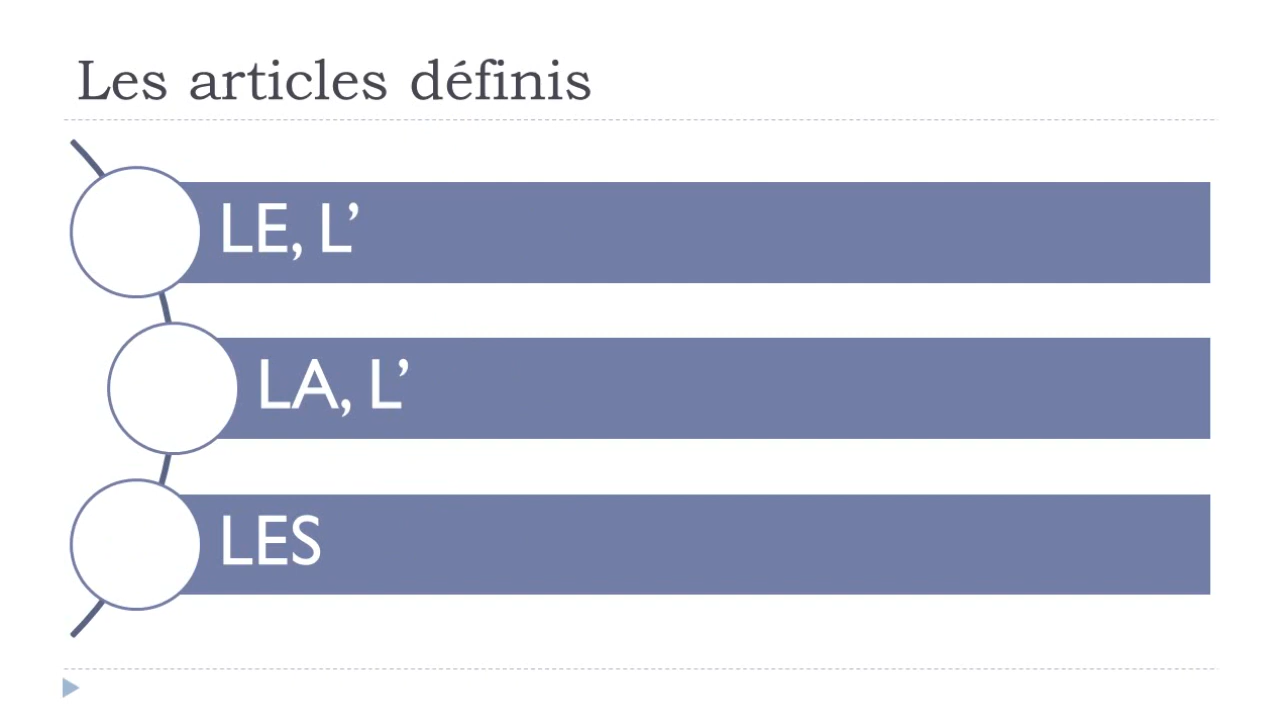 Les articles définis
LE, L’
LA, L’
LES